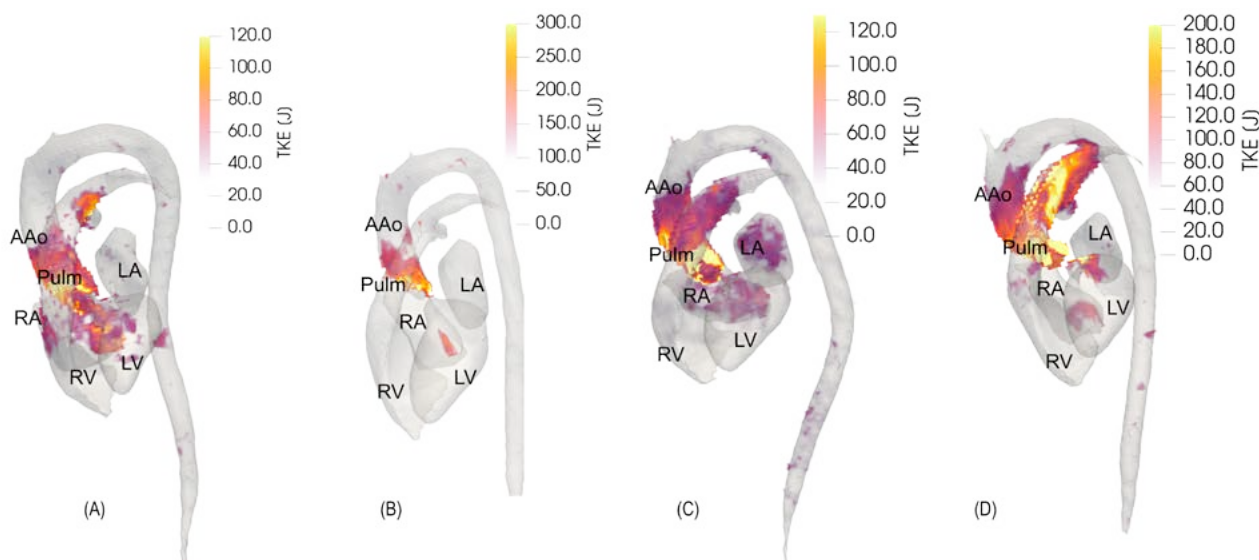 120.0
100.0
80.0
60.0
40.0
20.0
0.0
TKE (J)
AAo
Pulm
LA
RA
RV
LV
(A)
300.0
250.0
200.0
150.0
100.0
50.0
0.0
TKE (J)
AAo
Pulm
LA
RA
RV
LV
(B)
120.0
100.0
80.0
60.0
40.0
20.0
0.0
TKE (J)
AAo
Pulm
LA
RA
RV
LV
(C)
200.0
180.0
160.0
140.0
120.0
100.0
80.0
60.0
40.0
20.0
0.0
TKE (J)
AAo
Pulm
LA
RA
LV
RV
(D)